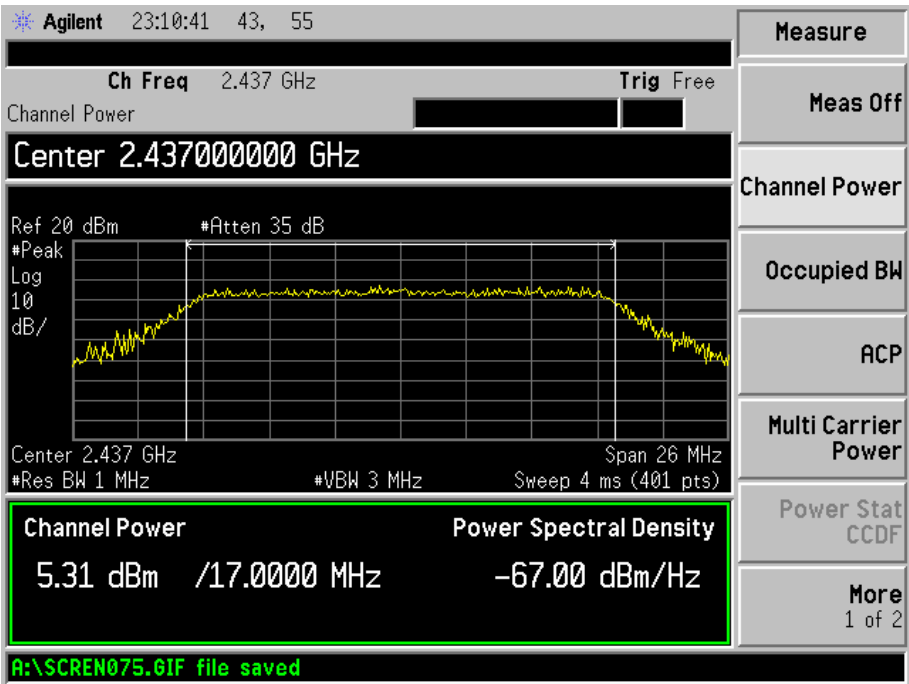 Agilent 23:10:41 43, 55
Measure
Ch Freq 2.437 GHz Trig Free
Channel Power
Center 2.437000000 GHz
Ref 20 dBm #Atten 35 dB
#Peak
Log
10
dB/
Center 2.437 GHz Span 26 MHz
#Res BW 1 MHz #VBW 3 MHz Sweep 4 ms (401 pts)
Channel Power Power Spectral Density
5.31 dBm /17.0000 MHz -67.00 dBm/Hz
A:\SCREN075.GIF file saved
Meas Off
Channel Power
Occupied BW
ACP
Multi Carrier
Power
Power Stat
CCDF
More
1 of 2